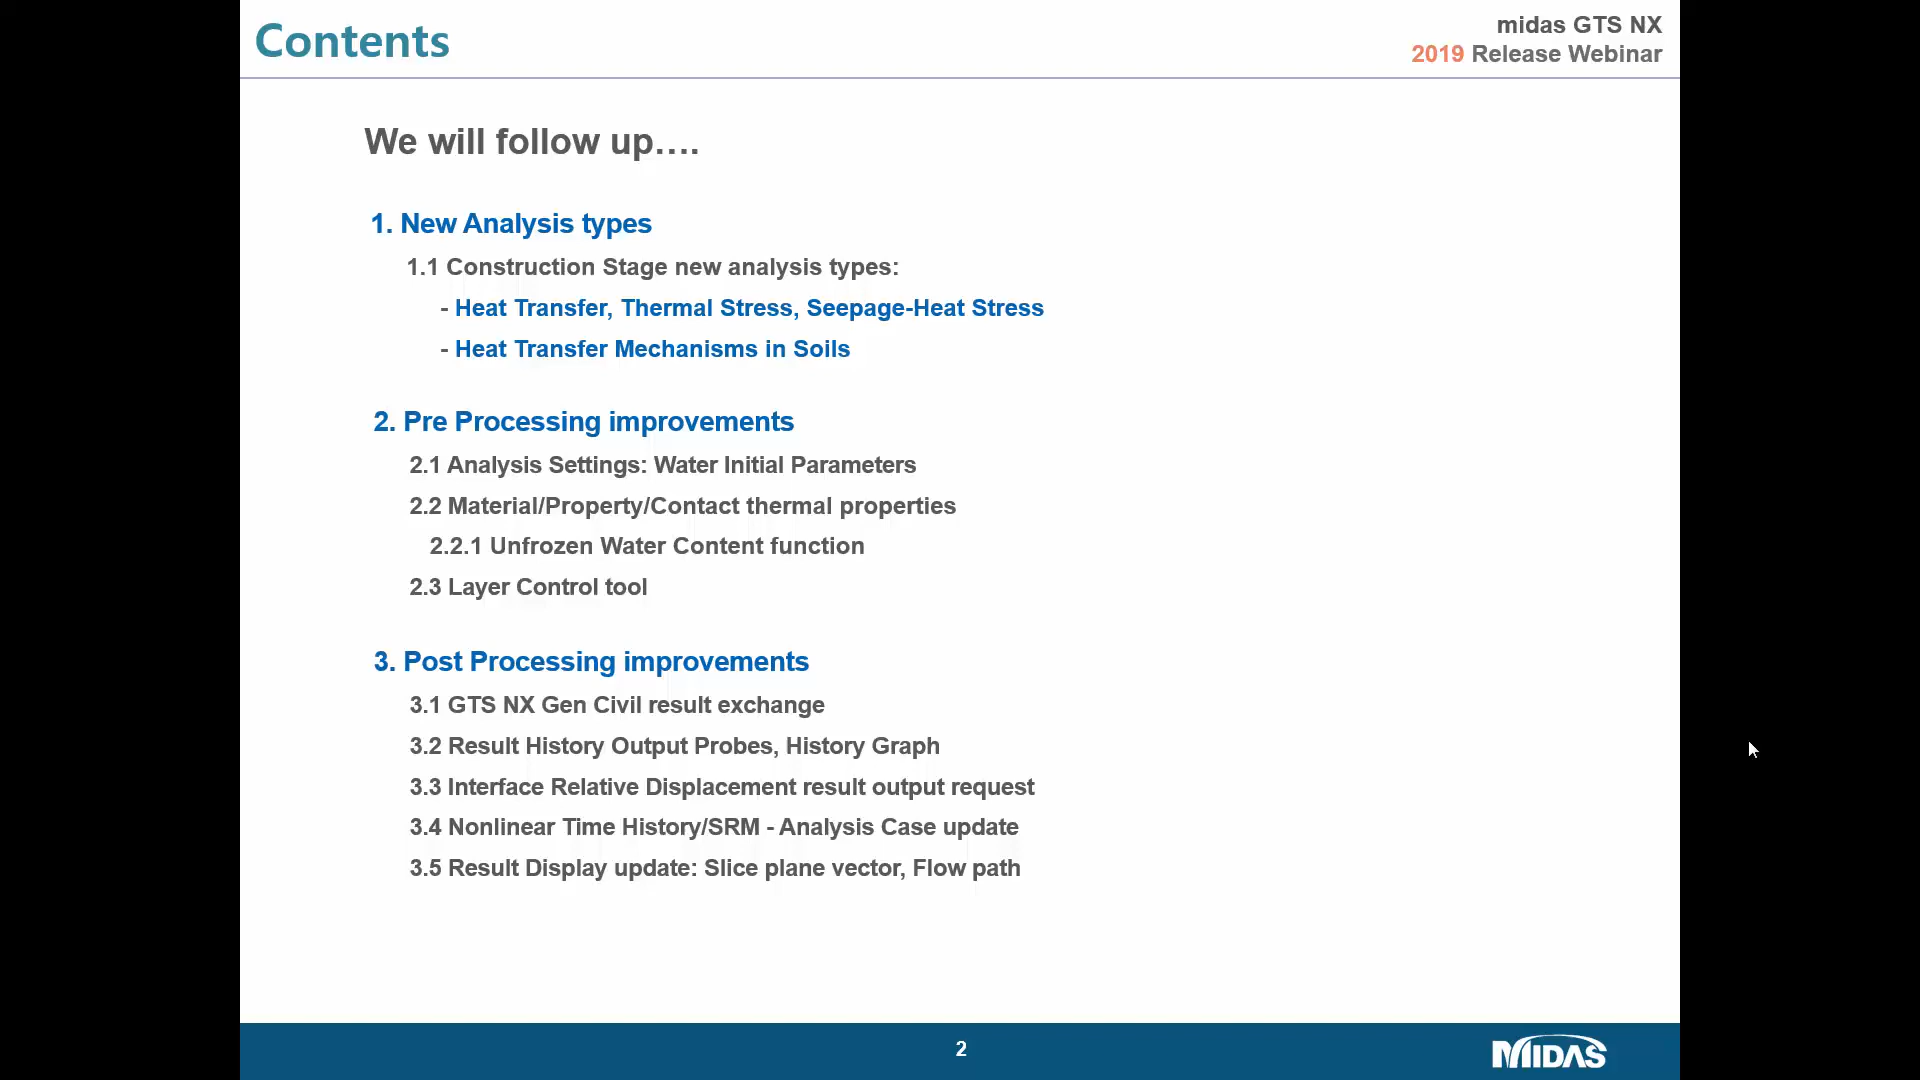 Contents
midas GTS NX
2019 Release Webinar
We will follow up....
1. New Analysis types
1.1 Construction Stage new analysis types:
- Heat Transfer, Thermal Stress, Seepage-Heat Stress
- Heat Transfer Mechanisms in Soils
2. Pre Processing improvements
2.1 Analysis Settings: Water Initial Parameters
2.2 Material/Property/Contact thermal properties
2.2.1 Unfrozen Water Content function
2.3 Layer Control tool
3. Post Processing improvements
3.1 GTS NX Gen Civil result exchange
3.2 Result History Output Probes, History Graph
3.3 Interface Relative Displacement result output request
3.4 Nonlinear Time History/SRM - Analysis Case update
3.5 Result Display update: Slice plane vector, Flow path
2
MIDAS